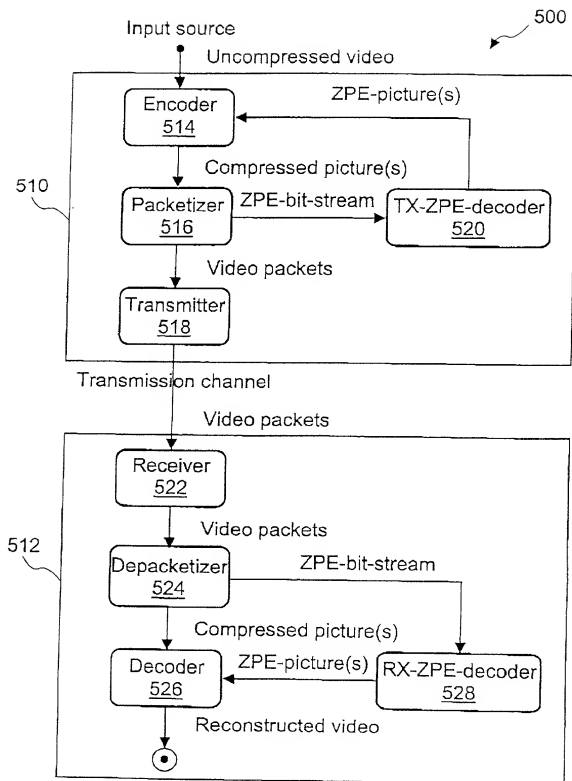 Input source
500
Uncompressed video
ZPE-picture(s)
Encoder
514
Compressed picture(s)
510
Packetizer
516
ZPE-bit-stream
TX-ZPE-decoder
520
Video packets
Transmitter
518
Transmission channel
Video packets
Receiver
522
Video packets
512
Depacketizer
524
ZPE-bit-stream
Compressed picture(s)
Decoder
526
ZPE-picture(s)
RX-ZPE-decoder
528
Reconstructed video